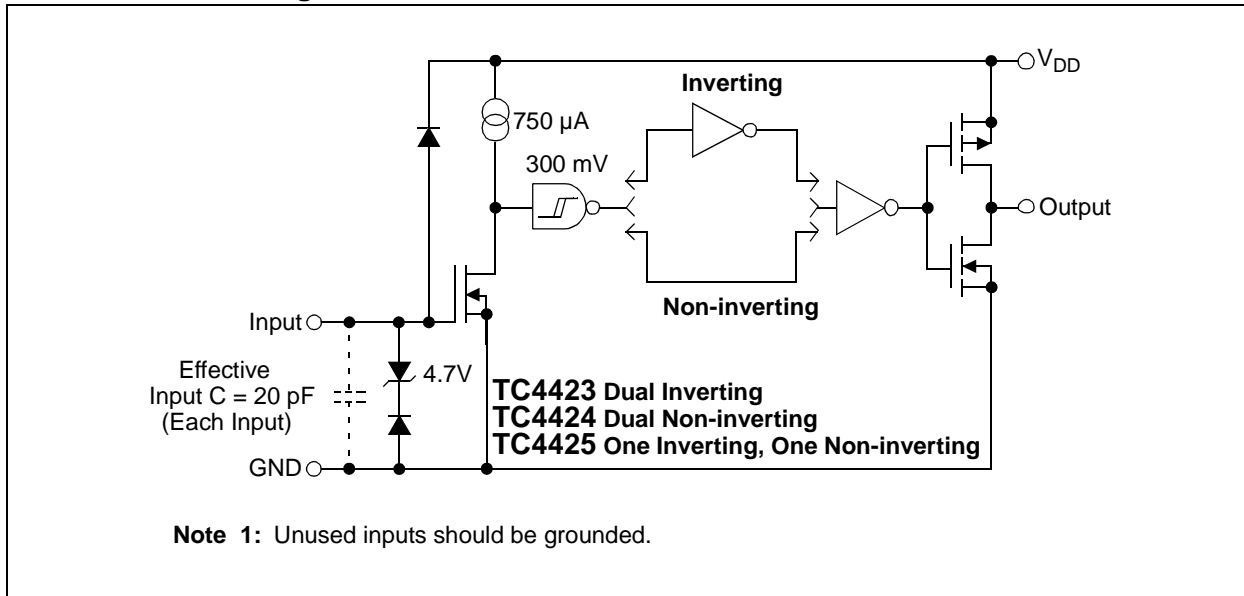 V_DD
Inverting
750 µA
300 mV
Output
Non-inverting
Input
Effective
Input C = 20 pF
(Each Input)
4.7V
TC4423 Dual Inverting
TC4424 Dual Non-inverting
TC4425 One Inverting, One Non-inverting
GND
Note 1: Unused inputs should be grounded.